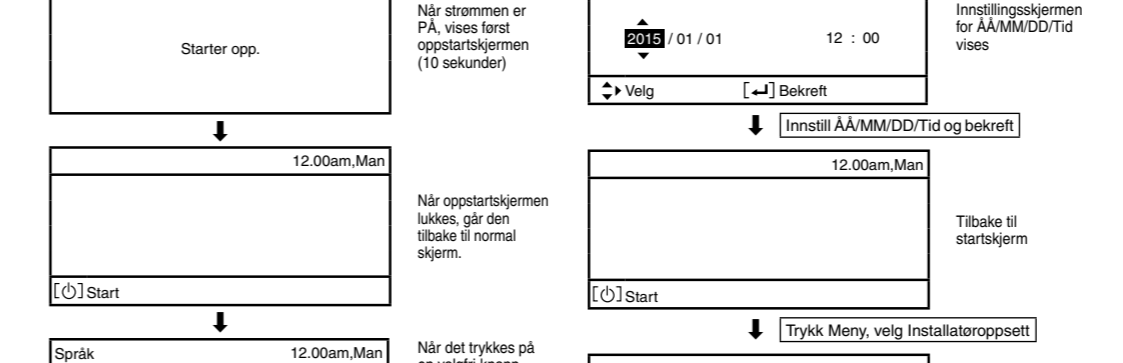 Starter opp.
Når strømmen er
PÅ, vises først
oppstartskjermen
(10 sekunder)
12.00am,Man
[⏻] Start
Når oppstartskjermen
lukkes, går den
tilbake til normal
skjerm.
Språk 12.00am,Man
Når det trykkes på
en valgfri knapp
2015 / 01 / 01 12 : 00
Velg [↵] Bekreft
Innstillingsskjermen
for ÅÅ/MM/DD/Tid
vises
Innstill ÅÅ/MM/DD/Tid og bekreft
12.00am,Man
[⏻] Start
Tilbake til
startskjerm
Trykk Meny, velg Installatøroppsett